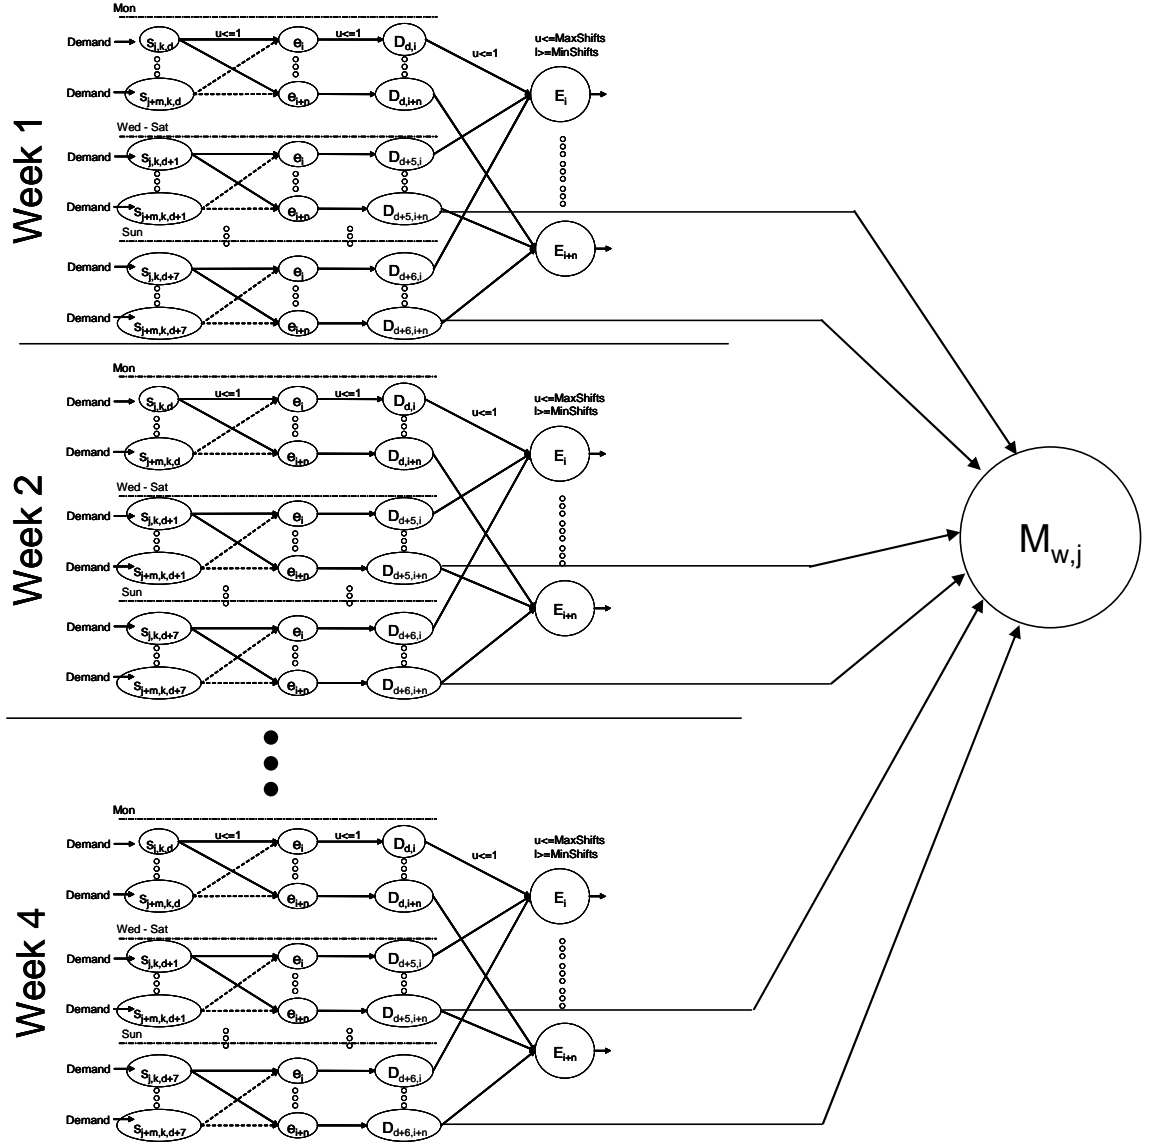 Week 1
Mon
Demand S_{j,k,d} u<=1 e_i u<=1 D_{d,i} u<=1
u<=MaxShifts
l>=MinShifts
E_i
Demand S_{j+m,k,d} e_{i+n} D_{d,i+n}
Wed - Sat
Demand S_{j,k,d+1} e_i D_{d+5,i}
Demand S_{j+m,k,d+1} e_{i+n} D_{d+5,i+n}
Sun
E_{i+n}
Demand S_{j,k,d+7} e_i D_{d+6,i}
Demand S_{j+m,k,d+7} e_{i+n} D_{d+6,i+n}
Week 2
Mon
Demand S_{j,k,d} u<=1 e_i u<=1 D_{d,i} u<=1
u<=MaxShifts
l>=MinShifts
E_i
Demand S_{j+m,k,d} e_{i+n} D_{d,i+n}
Wed - Sat
Demand S_{j,k,d+1} e_i D_{d+5,i}
Demand S_{j+m,k,d+1} e_{i+n} D_{d+5,i+n}
Sun
E_{i+n}
Demand S_{j,k,d+7} e_i D_{d+6,i}
Demand S_{j+m,k,d+7} e_{i+n} D_{d+6,i+n}
M_{w,j}
Week 4
Mon
Demand S_{j,k,d} u<=1 e_i u<=1 D_{d,i} u<=1
u<=MaxShifts
l>=MinShifts
E_i
Demand S_{j+m,k,d} e_{i+n} D_{d,i+n}
Wed - Sat
Demand S_{j,k,d+1} e_i D_{d+5,i}
Demand S_{j+m,k,d+1} e_{i+n} D_{d+5,i+n}
Sun
E_{i+n}
Demand S_{j,k,d+7} e_i D_{d+6,i}
Demand S_{j+m,k,d+7} e_{i+n} D_{d+6,i+n}